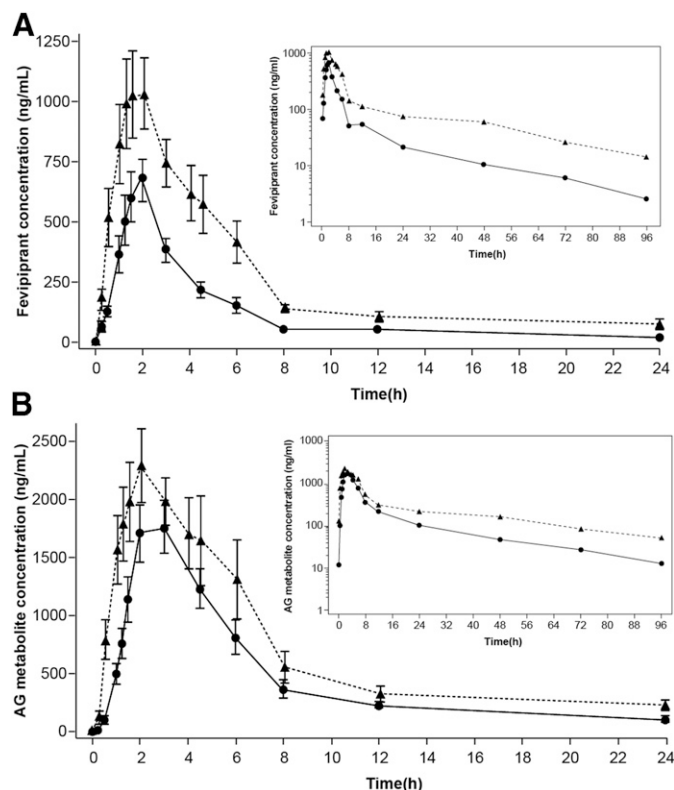 A
Fevipiprant concentration (ng/mL)
1250
1000
750
500
250
0
0 2 4 6 8 10 12 14 16 18 20 22 24
Time(h)
Fevipiprant concentration (ng/ml)
1000
100
10
1
0 8 16 24 32 40 48 56 64 72 80 88 96
Time(h)
B
AG metabolite concentration (ng/mL)
2500
2000
1500
1000
500
0
0 2 4 6 8 10 12 14 16 18 20 22 24
Time(h)
AG metabolite concentration (ng/ml)
1000
1000
100
10
1
0 8 16 24 32 40 48 56 64 72 80 88 96
Time(h)